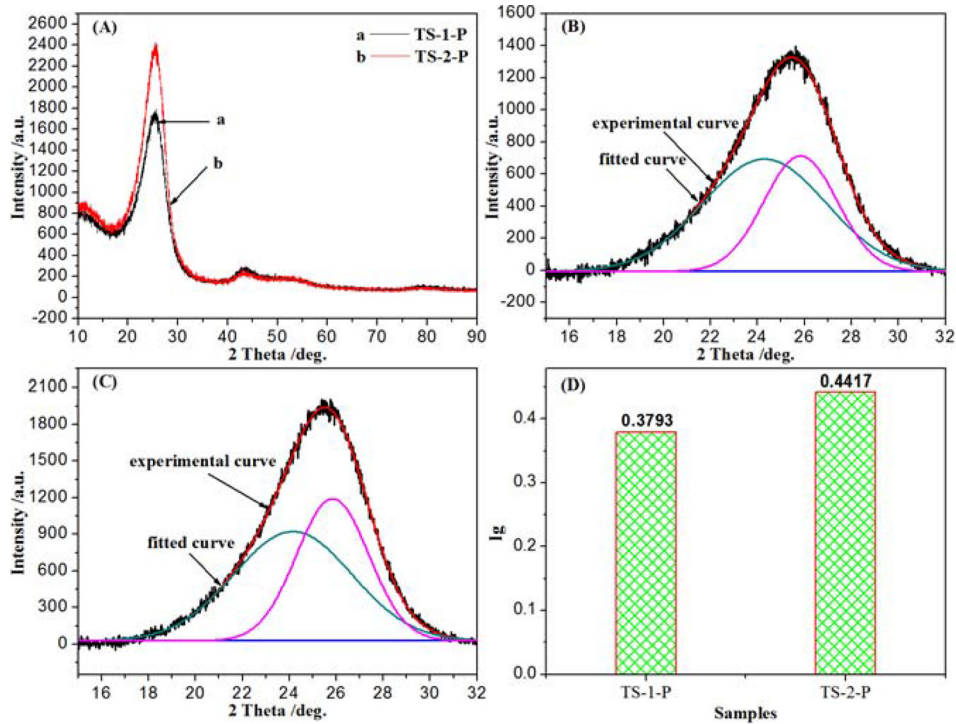 (A)
a TS-1-P
b TS-2-P
a
b
2600
2400
2200
2000
1800
1600
1400
1200
1000
800
600
400
200
0
-200
Intensity /a.u.
10 20 30 40 50 60 70 80 90
2 Theta /deg.
(B)
experimental curve
fitted curve
1600
1400
1200
1000
800
600
400
200
0
-200
Intensity /a.u.
16 18 20 22 24 26 28 30 32
2 Theta /deg.
(C)
experimental curve
fitted curve
2100
1800
1500
1200
900
600
300
0
Intensity /a.u.
15 16 18 20 22 24 26 28 30 32
2 Theta /deg.
(D)
0.3793
0.4417
0.4
0.3
0.2
0.1
0.0
Ig
TS-1-P TS-2-P
Samples